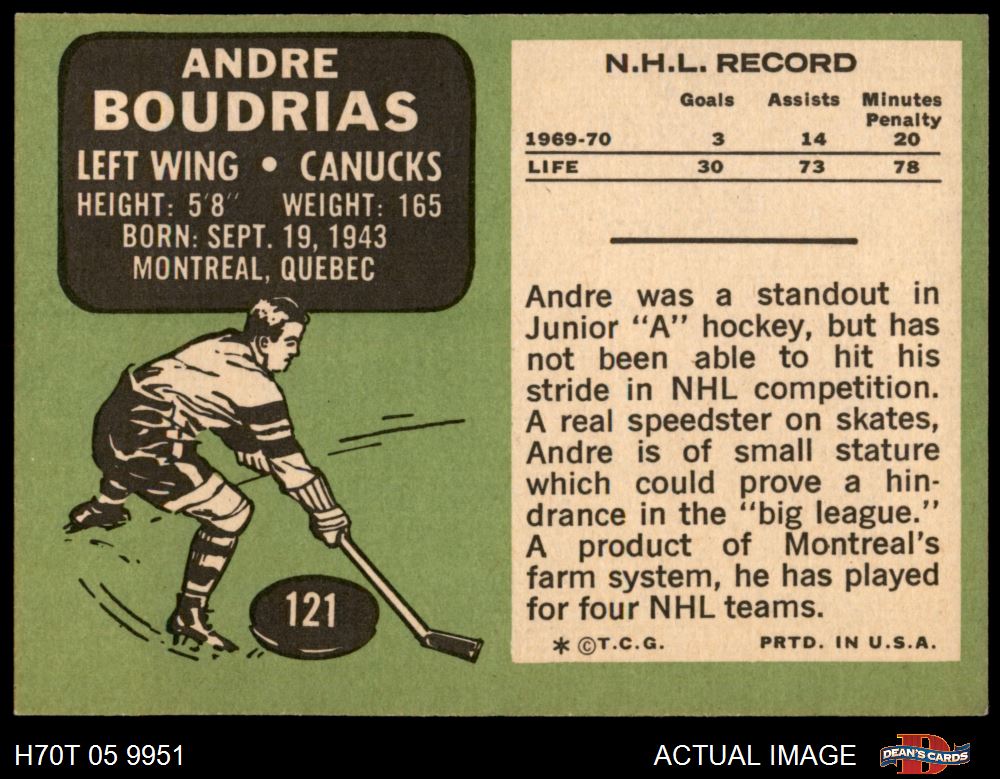 ANDRE
BOUDRIAS
LEFT WING • CANUCKS
HEIGHT: 5'8" WEIGHT: 165
BORN: SEPT. 19, 1943
MONTREAL, QUEBEC
121
N.H.L. RECORD
Goals Assists Minutes Penalty
1969-70 3 14 20
LIFE 30 73 78
Andre was a standout in
Junior "A" hockey, but has
not been able to hit his
stride in NHL competition.
A real speedster on skates,
Andre is of small stature
which could prove a hin-
drance in the "big league."
A product of Montreal's
farm system, he has played
for four NHL teams.
* ©T.C.G. PRTD. IN U.S.A.
H70T 05 9951 ACTUAL IMAGE DEAN'S CARDS